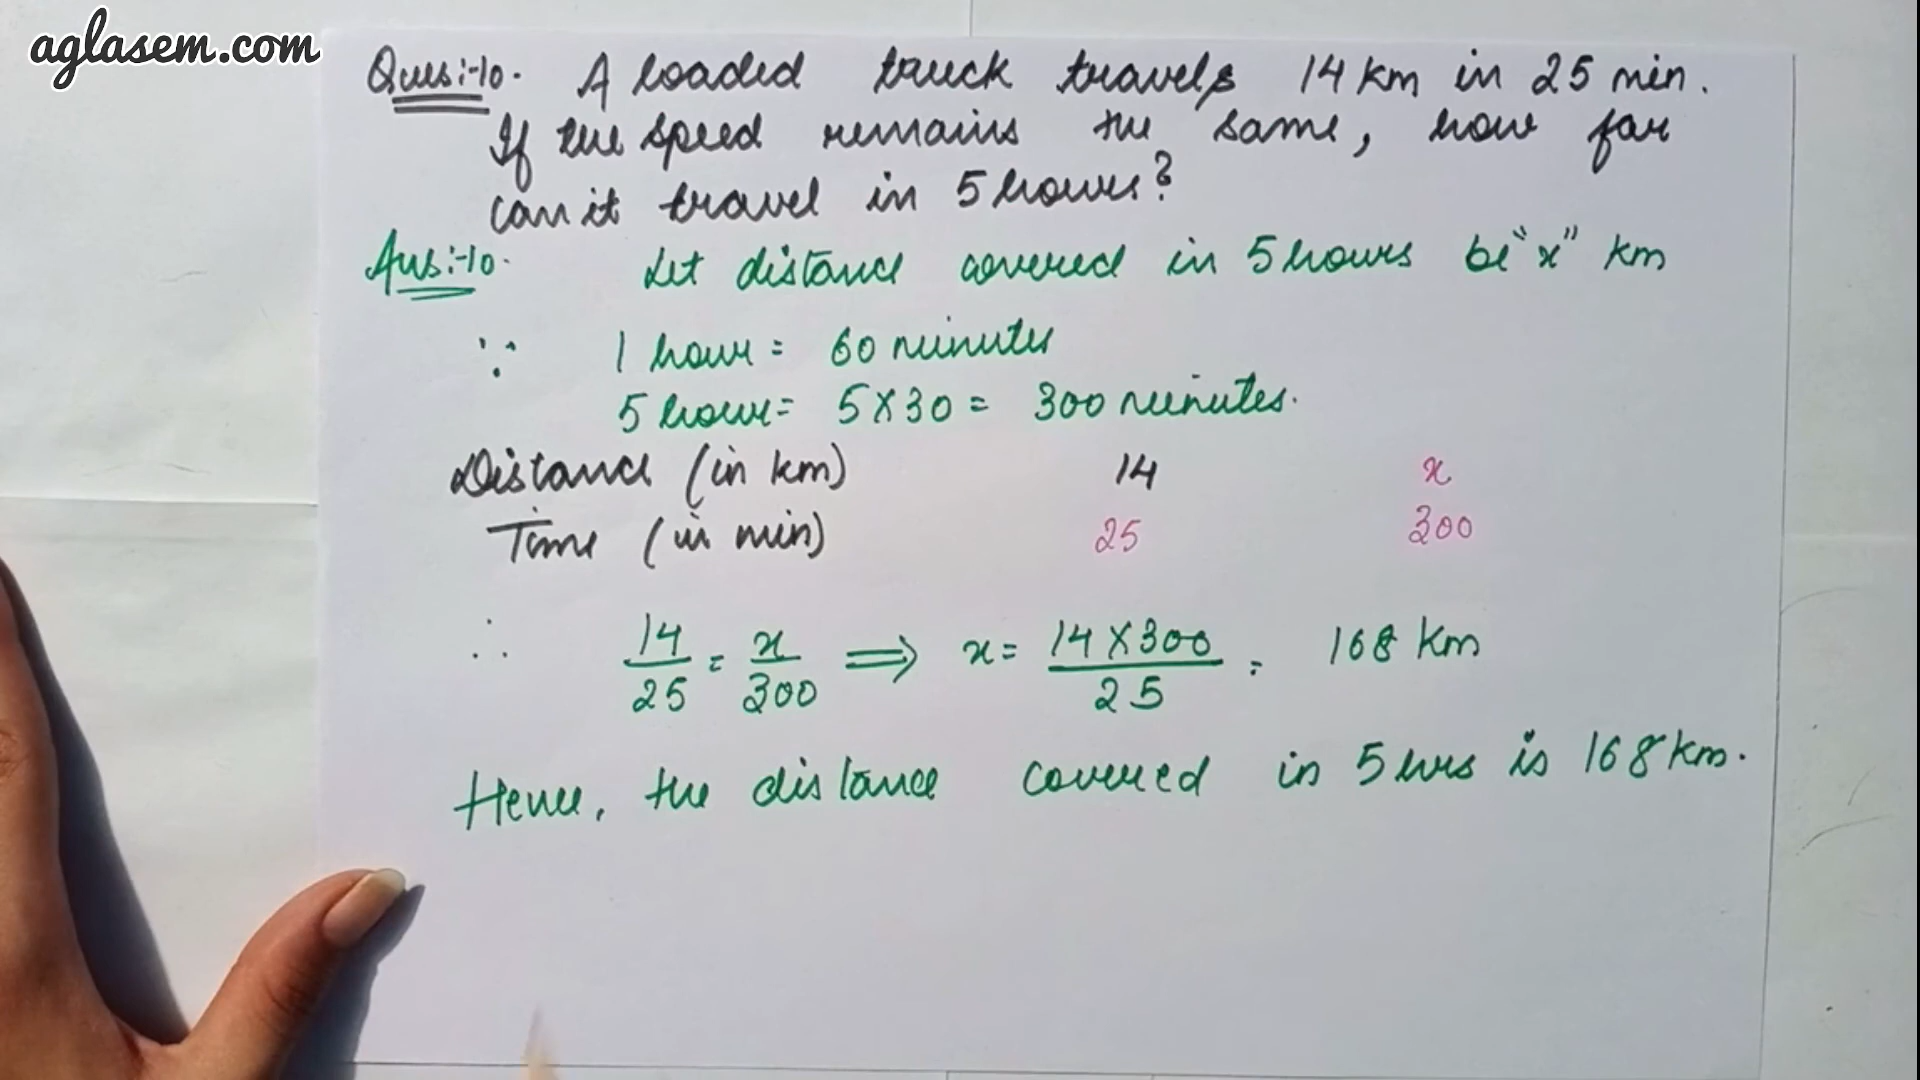 aglasem.com
Ques:-10. A loaded truck travels 14 km in 25 min.
If the speed remains the same, how far
can it travel in 5 hours?
Ans:-10. Let distance covered in 5 hours be "x" km
∵ 1 hour = 60 minutes
5 hour = 5 × 30 = 300 minutes.
Distance (in km) 14 x
Time (in min) 25 300
∴ 14/25 = x/300 ⟹ x = 14 × 300/25 = 168 km
Hence, the distance covered in 5 hrs is 168 km.